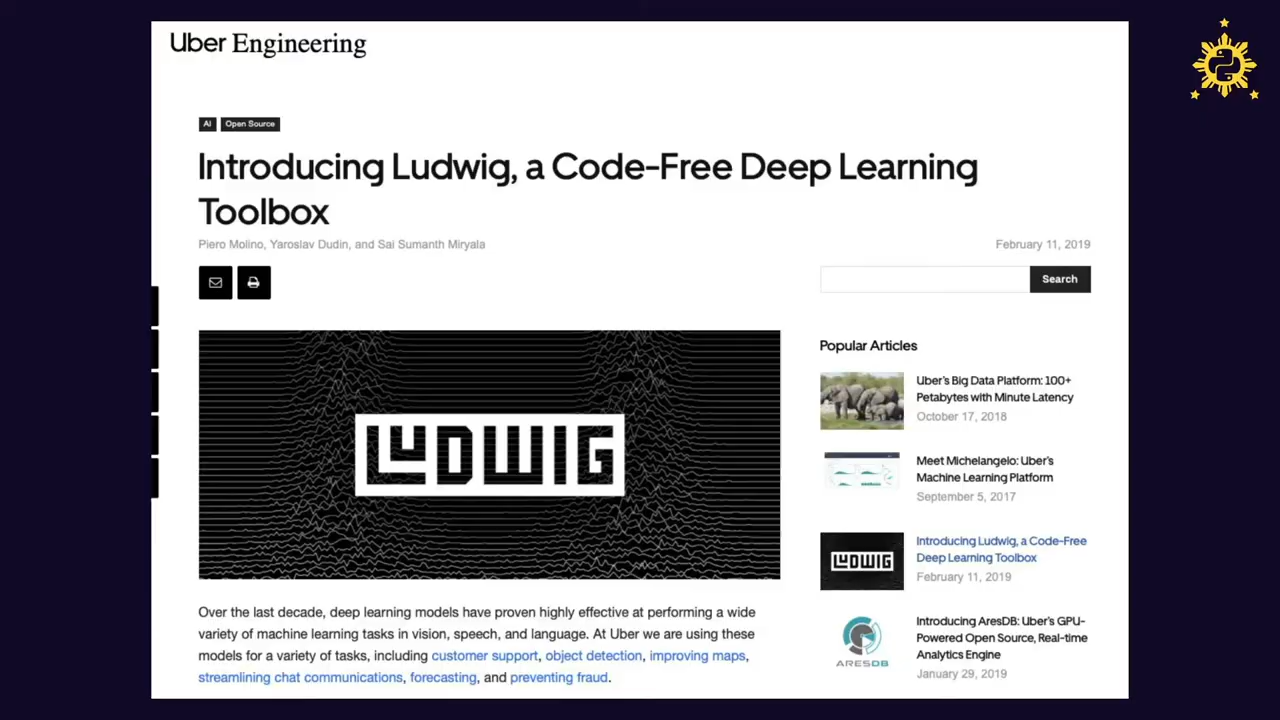 Uber Engineering
AI
Open Source
Introducing Ludwig, a Code-Free Deep Learning
Toolbox
Piero Molino, Yaroslav Dudin, and Sai Sumanth Miryala
February 11, 2019
Search
LUDWIG
Over the last decade, deep learning models have proven highly effective at performing a wide
variety of machine learning tasks in vision, speech, and language. At Uber we are using these
models for a variety of tasks, including customer support, object detection, improving maps,
streamlining chat communications, forecasting, and preventing fraud.
Popular Articles
Uber's Big Data Platform: 100+
Petabytes with Minute Latency
October 17, 2018
Meet Michelangelo: Uber's
Machine Learning Platform
September 5, 2017
LUDWIG
Introducing Ludwig, a Code-Free
Deep Learning Toolbox
February 11, 2019
ARESDB
Introducing AresDB: Uber's GPU-
Powered Open Source, Real-time
Analytics Engine
January 29, 2019